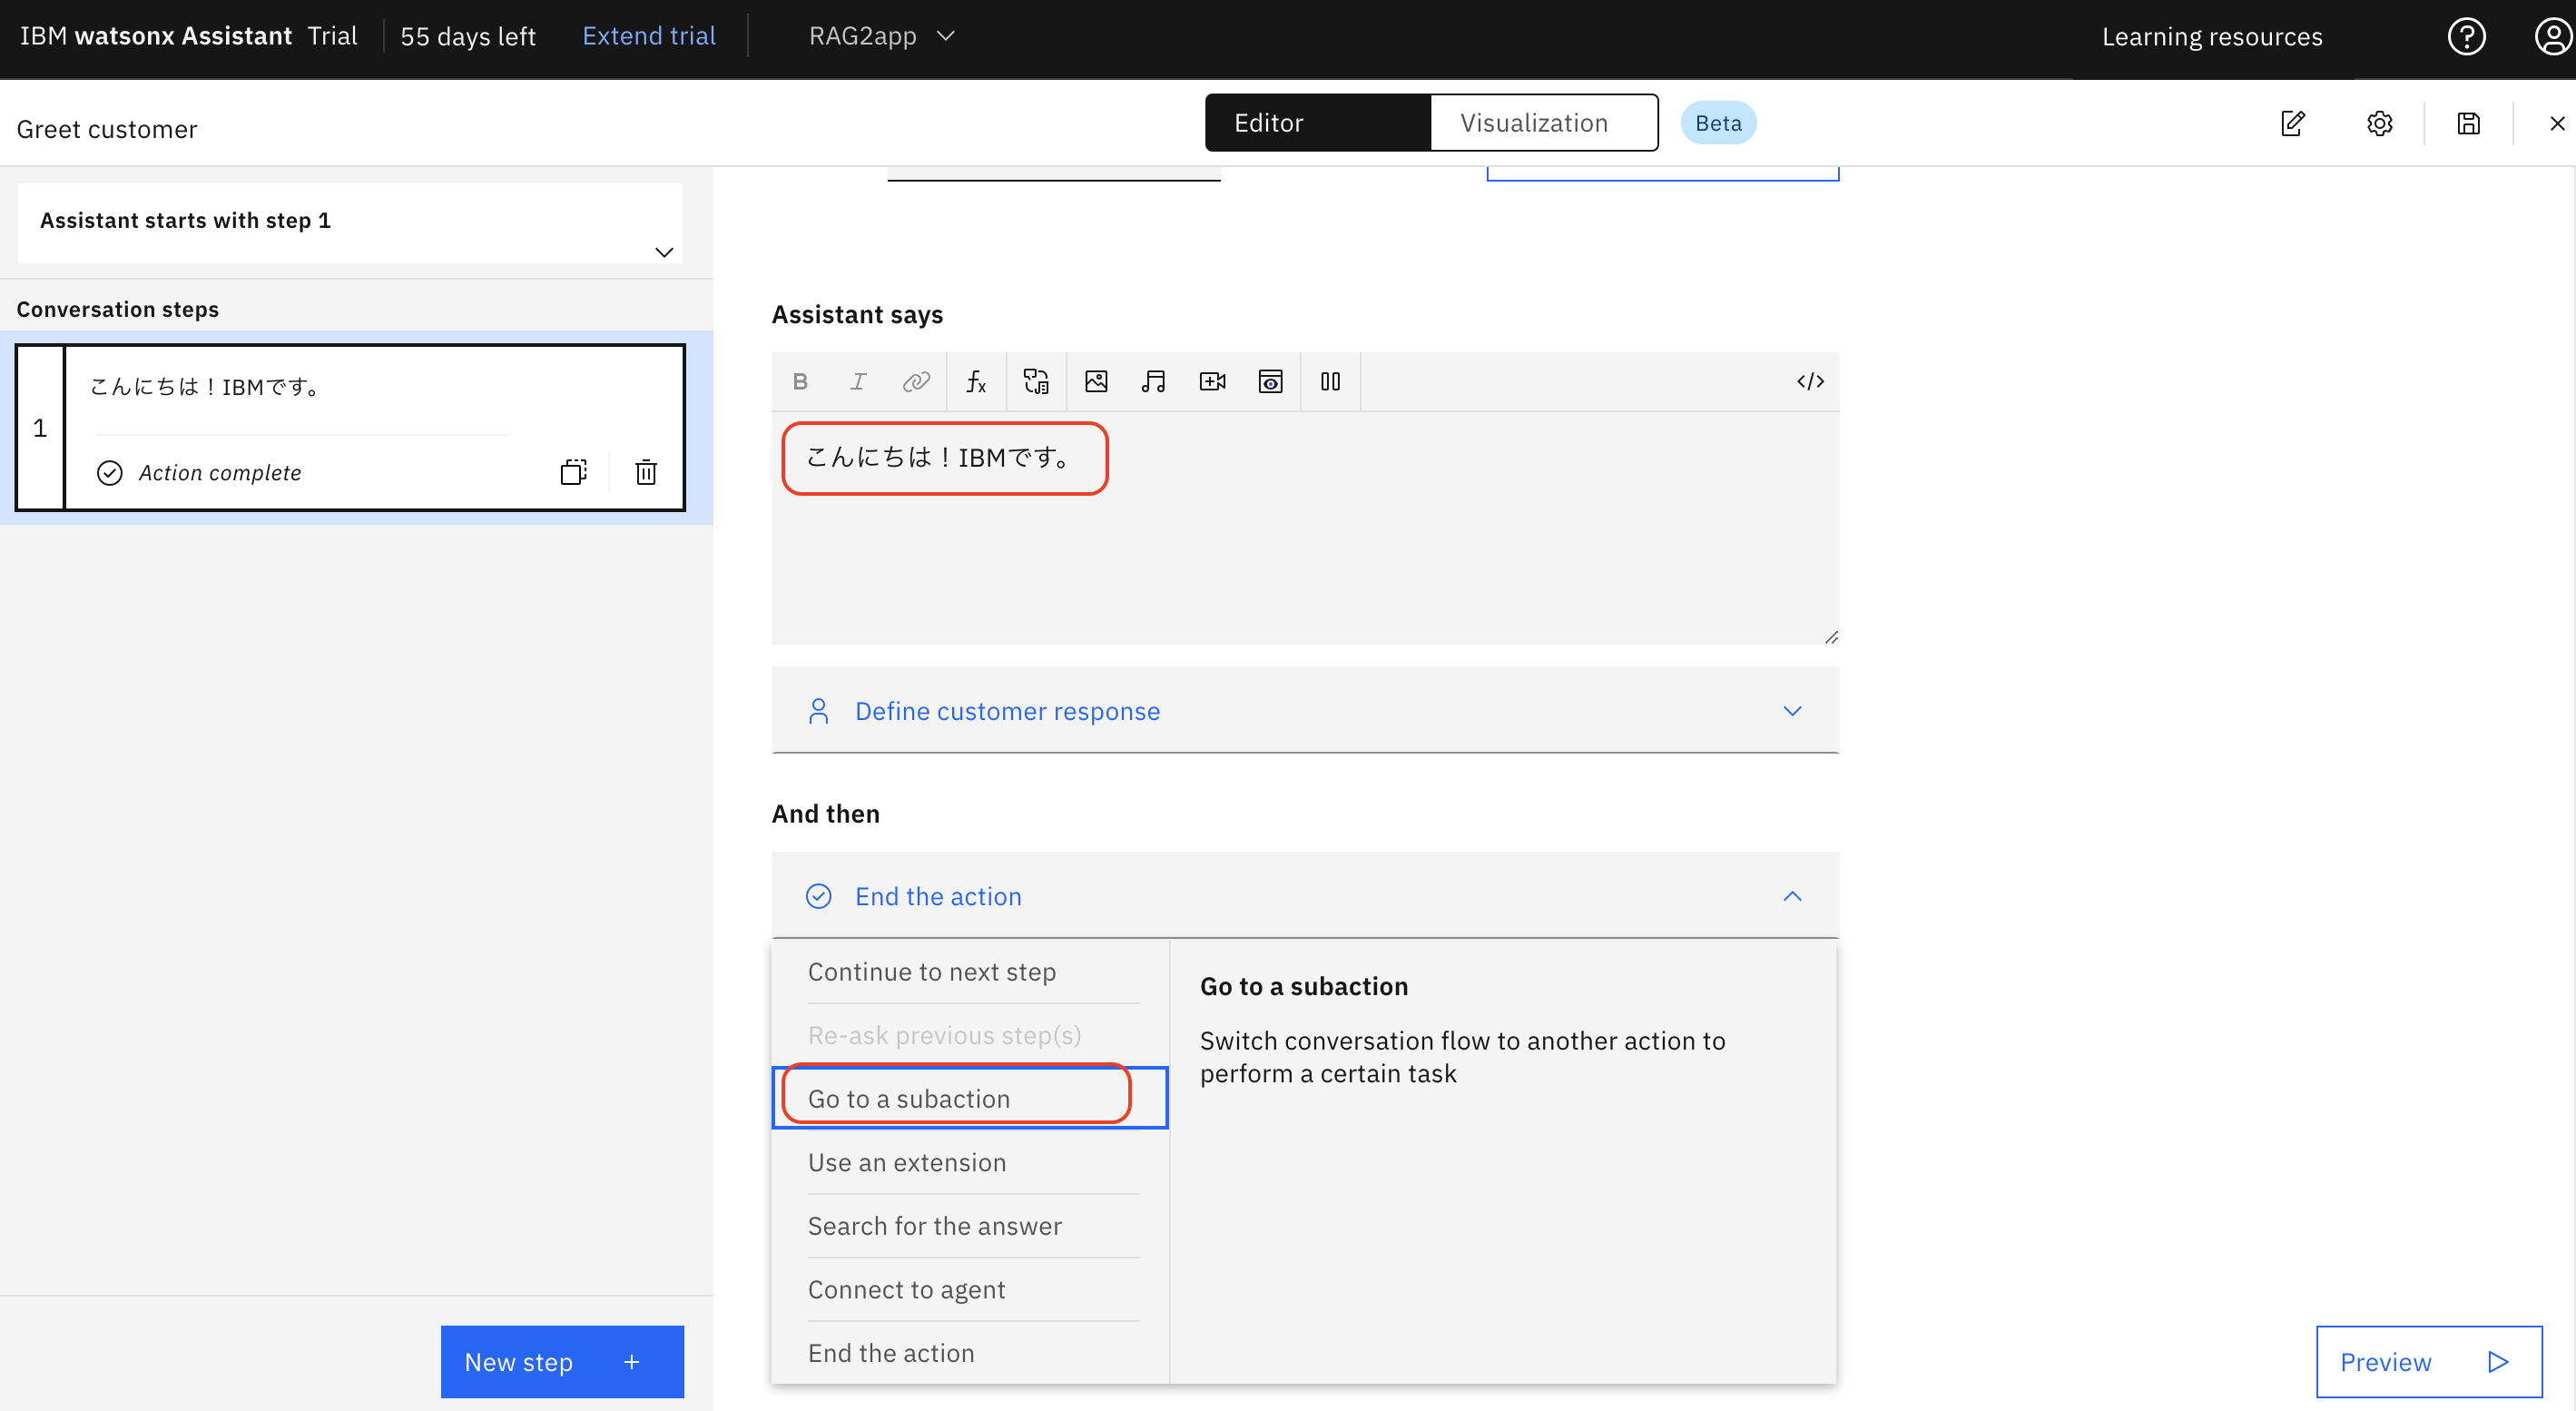 IBM watsonx Assistant Trial 55 days left Extend trial RAG2app Learning resources
Greet customer Editor Visualization Beta
Assistant starts with step 1
Conversation steps
1
こんにちは！IBMです。
Action complete
New step +
Assistant says
B I fx </>
こんにちは！IBMです。
Define customer response
And then
End the action
Continue to next step
Re-ask previous step(s)
Go to a subaction
Use an extension
Search for the answer
Connect to agent
End the action
Go to a subaction
Switch conversation flow to another action to
perform a certain task
Preview